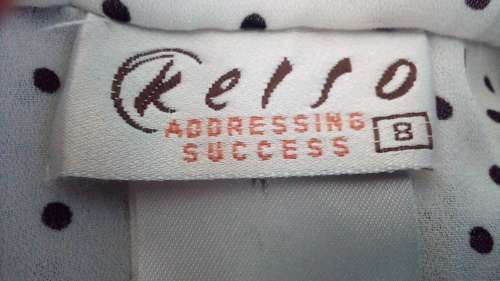 Kelso
ADDRESSING
SUCCESS
8